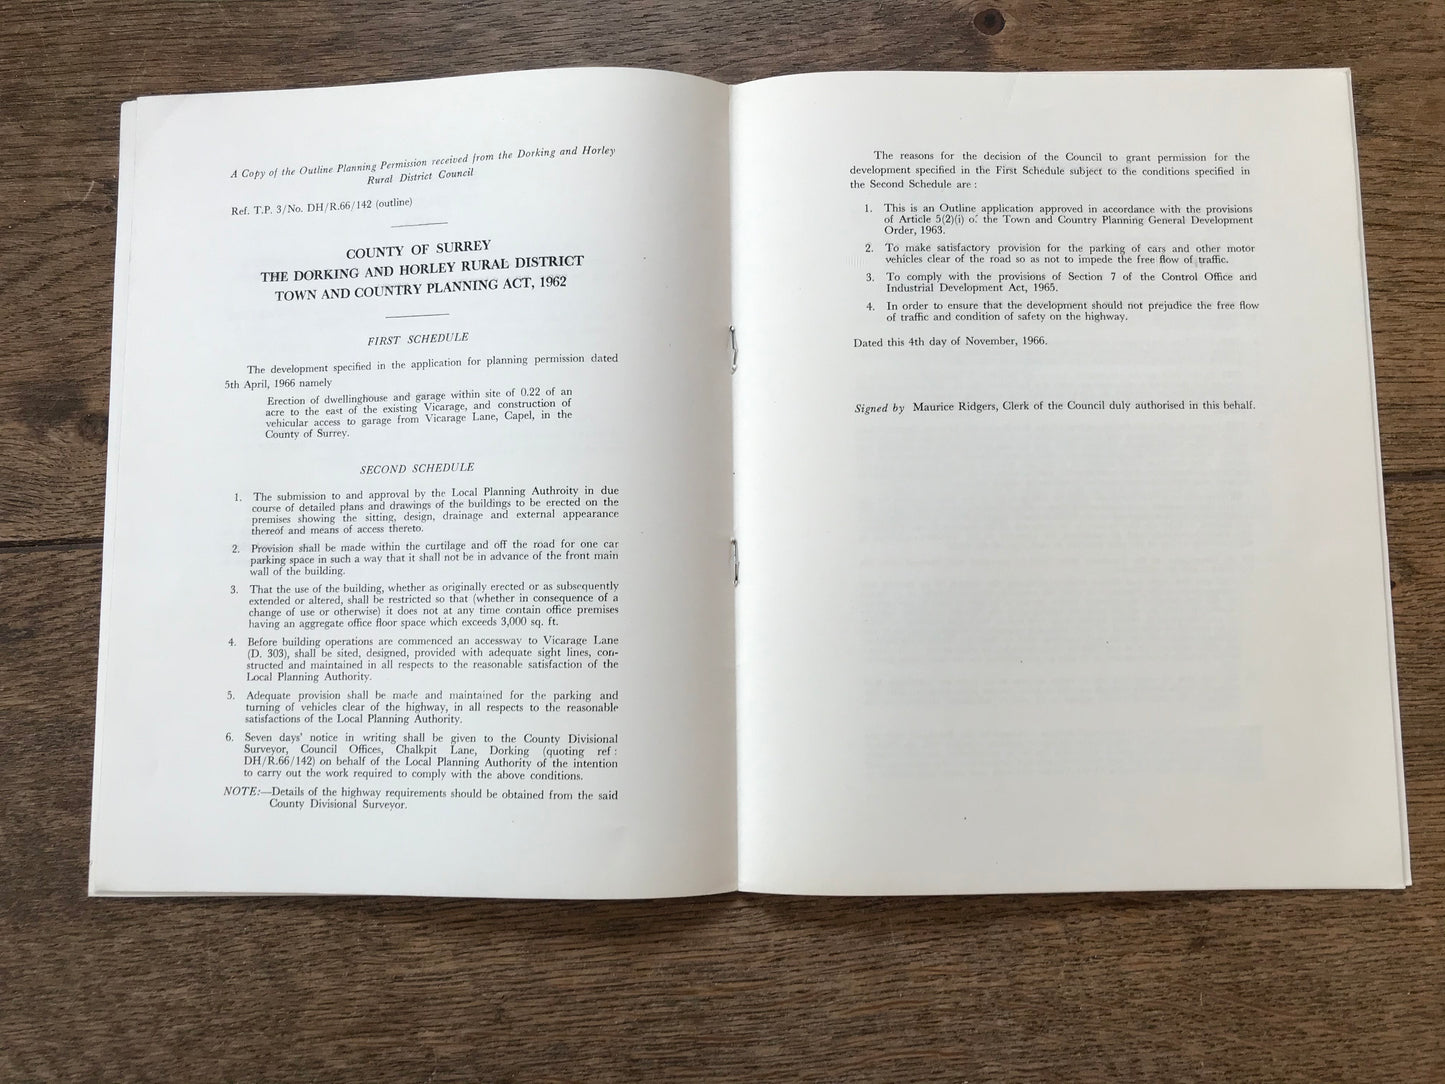 A Copy of the Outline Planning Permission received from the Dorking and Horley
Rural District Council
Ref. T.P. 3/No. DH/R.66/142 (outline)
COUNTY OF SURREY
THE DORKING AND HORLEY RURAL DISTRICT
TOWN AND COUNTRY PLANNING ACT, 1962
FIRST SCHEDULE
The development specified in the application for planning permission dated
5th April, 1966 namely
Erection of dwellinghouse and garage within site of 0.22 of an
acre to the east of the existing Vicarage, and construction of
vehicular access to garage from Vicarage Lane, Capel, in the
County of Surrey.
SECOND SCHEDULE
1. The submission to and approval by the Local Planning Authroity in due
course of detailed plans and drawings of the buildings to be erected on the
premises showing the sitting, design, drainage and external appearance
thereof and means of access thereto.
2. Provision shall be made within the curtilage and off the road for one car
parking space in such a way that it shall not be in advance of the front main
wall of the building.
3. That the use of the building, whether as originally erected or as subsequently
extended or altered, shall be restricted so that (whether in consequence of a
change of use or otherwise) it does not at any time contain office premises
having an aggregate office floor space which exceeds 3,000 sq. ft.
4. Before building operations are commenced an accessway to Vicarage Lane
(D. 303), shall be sited, designed, provided with adequate sight lines, con-
structed and maintained in all respects to the reasonable satisfaction of the
Local Planning Authority.
5. Adequate provision shall be made and maintained for the parking and
turning of vehicles clear of the highway, in all respects to the reasonable
satisfactions of the Local Planning Authority.
6. Seven days' notice in writing shall be given to the County Divisional
Surveyor, Council Offices, Chalkpit Lane, Dorking (quoting ref :
DH/R.66/142) on behalf of the Local Planning Authority of the intention
to carry out the work required to comply with the above conditions.
NOTE:—Details of the highway requirements should be obtained from the said
County Divisional Surveyor.
The reasons for the decision of the Council to grant permission for the
development specified in the First Schedule subject to the conditions specified in
the Second Schedule are :
1. This is an Outline application approved in accordance with the provisions
of Article 5(2)(i) of the Town and Country Planning General Development
Order, 1963.
2. To make satisfactory provision for the parking of cars and other motor
vehicles clear of the road so as not to impede the free flow of traffic.
3. To comply with the provisions of Section 7 of the Control Office and
Industrial Development Act, 1965.
4. In order to ensure that the development should not prejudice the free flow
of traffic and condition of safety on the highway.
Dated this 4th day of November, 1966.
Signed by Maurice Ridgers, Clerk of the Council duly authorised in this behalf.